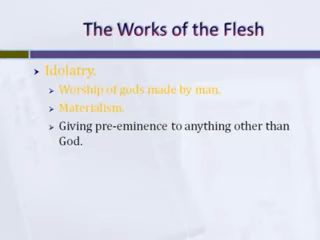 The Works of the Flesh
Idolatry.
Worship of gods made by man.
Materialism.
Giving pre-eminence to anything other than
God.